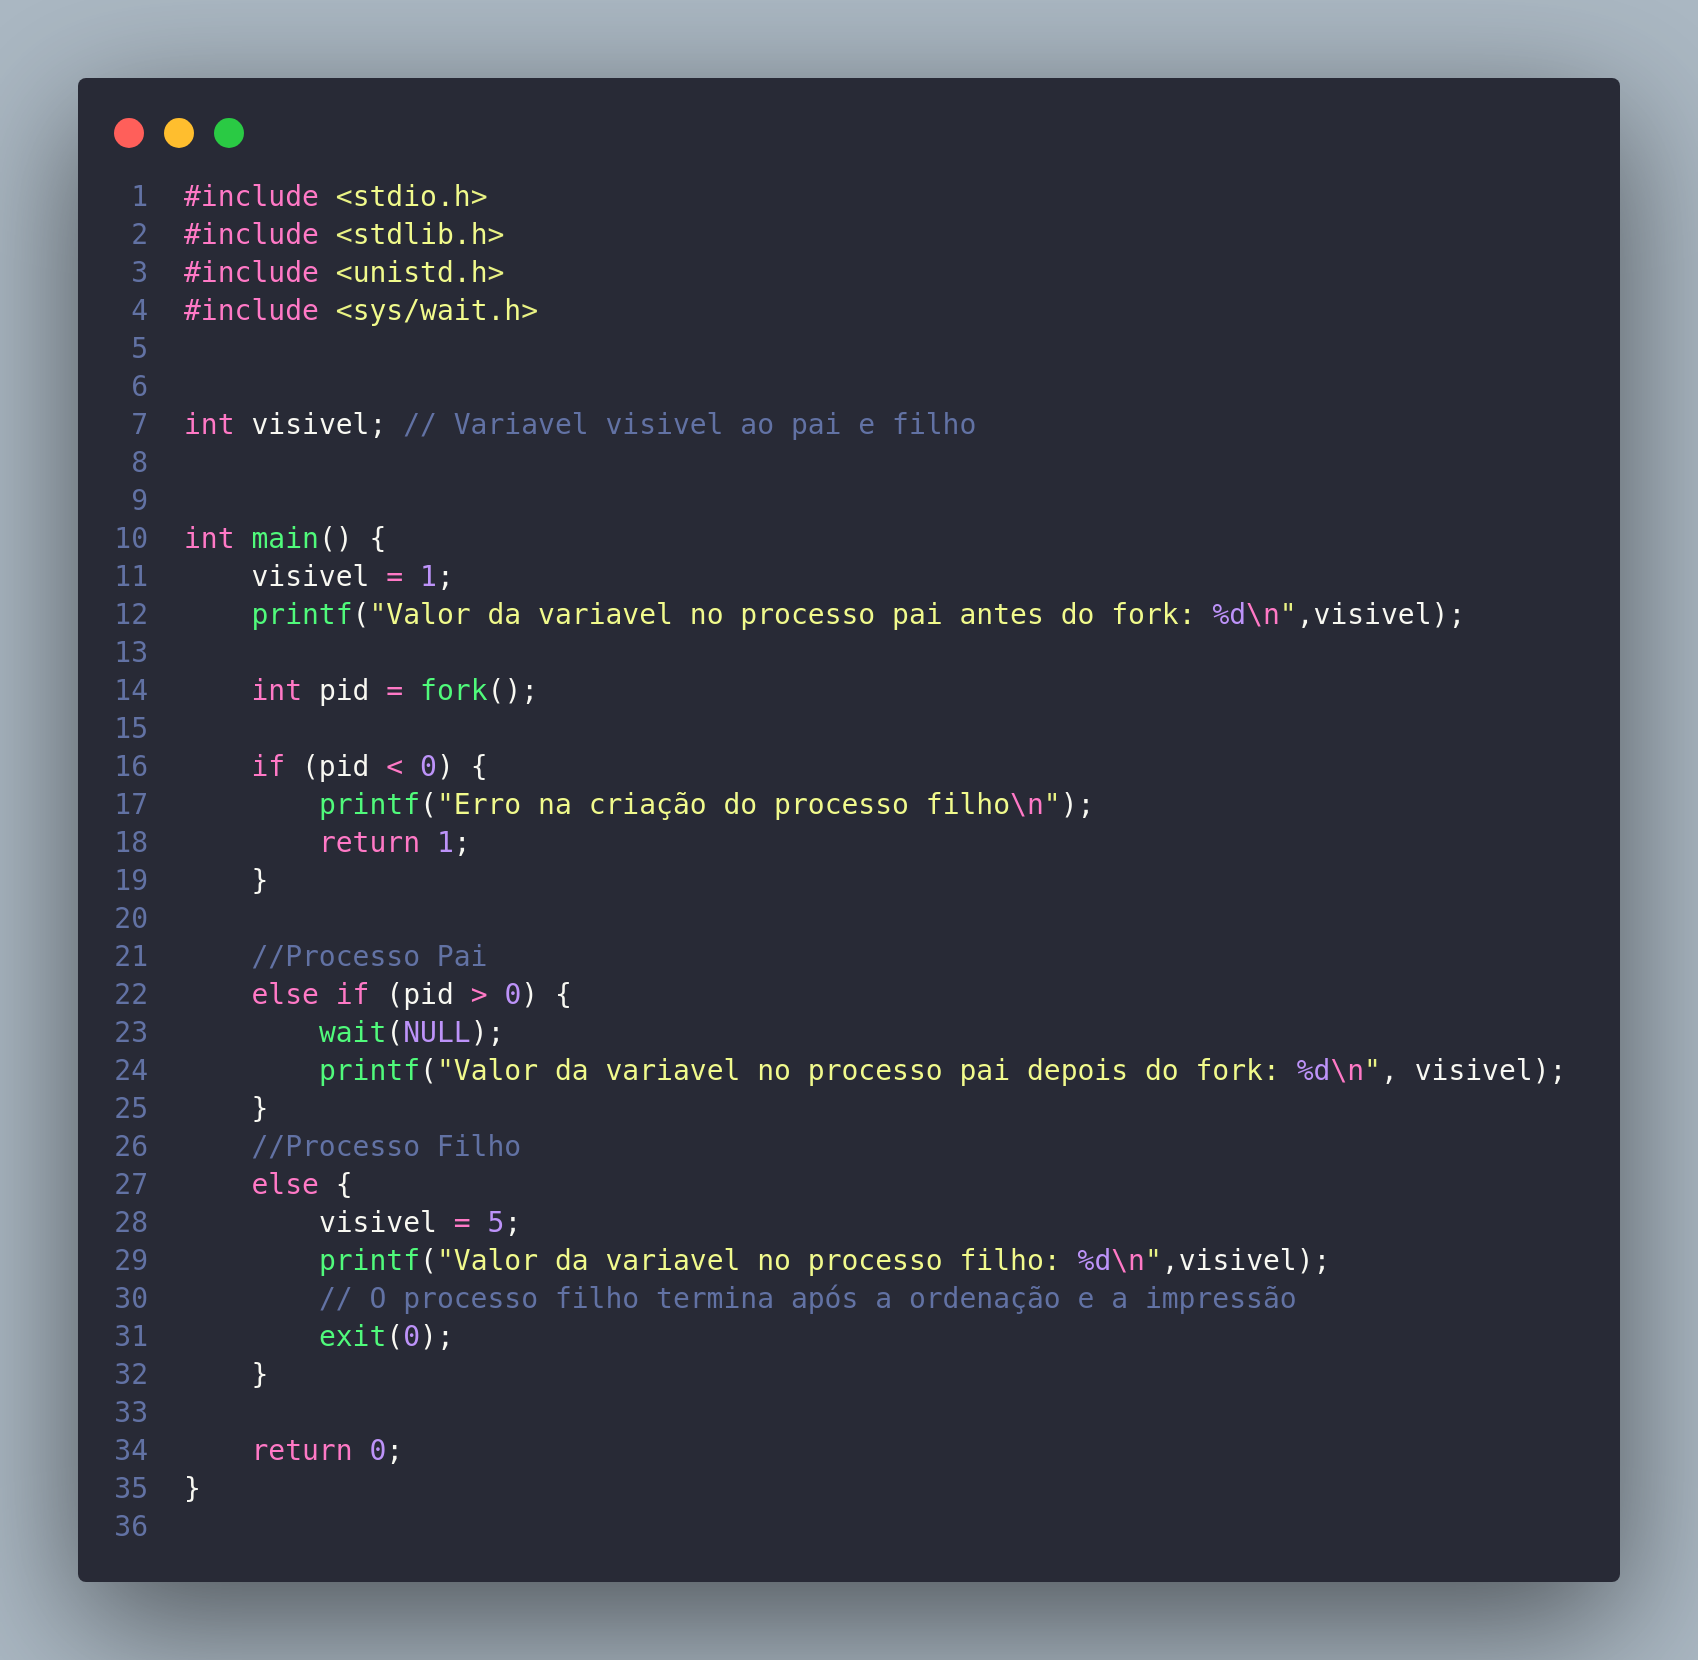 1 #include <stdio.h>
2 #include <stdlib.h>
3 #include <unistd.h>
4 #include <sys/wait.h>
5
6
7 int visivel; // Variavel visivel ao pai e filho
8
9
10 int main() {
11     visivel = 1;
12     printf("Valor da variavel no processo pai antes do fork: %d\n",visivel);
13
14     int pid = fork();
15
16     if (pid < 0) {
17         printf("Erro na criação do processo filho\n");
18         return 1;
19     }
20
21     //Processo Pai
22     else if (pid > 0) {
23         wait(NULL);
24         printf("Valor da variavel no processo pai depois do fork: %d\n", visivel);
25     }
26     //Processo Filho
27     else {
28         visivel = 5;
29         printf("Valor da variavel no processo filho: %d\n",visivel);
30         // O processo filho termina após a ordenação e a impressão
31         exit(0);
32     }
33
34     return 0;
35 }
36